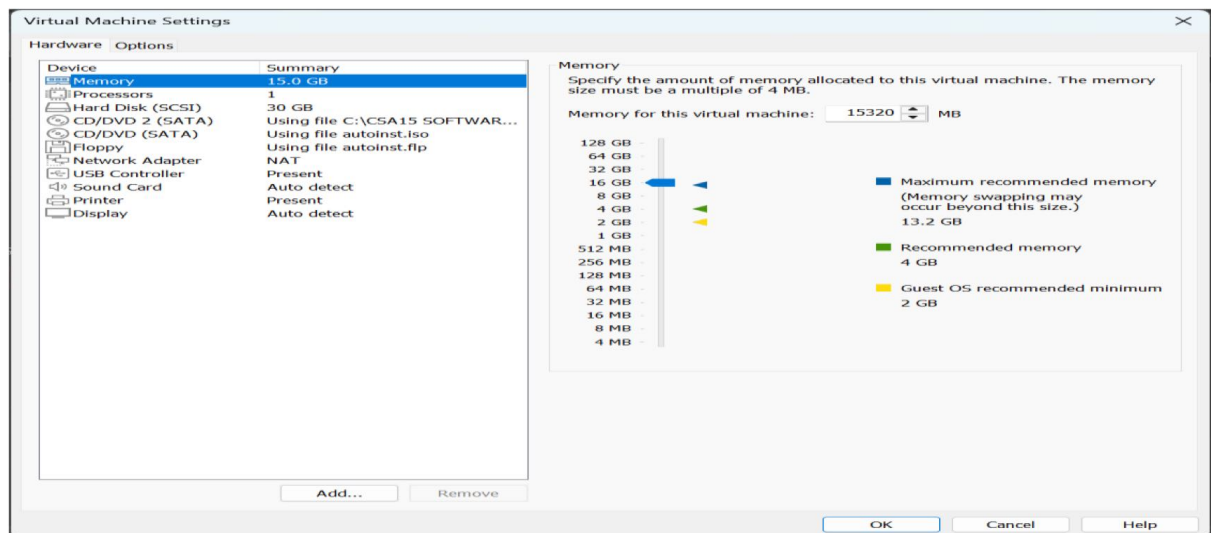 Virtual Machine Settings
Hardware Options
Device Summary
Memory 15.0 GB
Processors 1
Hard Disk (SCSI) 30 GB
CD/DVD 2 (SATA) Using file C:\CSA15 SOFTWAR...
CD/DVD (SATA) Using file autoinst.iso
Floppy Using file autoinst.flp
Network Adapter NAT
USB Controller Present
Sound Card Auto detect
Printer Present
Display Auto detect
Add... Remove
Memory
Specify the amount of memory allocated to this virtual machine. The memory
size must be a multiple of 4 MB.
Memory for this virtual machine: 15320 MB
128 GB
64 GB
32 GB
16 GB
8 GB
4 GB
2 GB
1 GB
512 MB
256 MB
128 MB
64 MB
32 MB
16 MB
8 MB
4 MB
Maximum recommended memory
(Memory swapping may
occur beyond this size.)
13.2 GB
Recommended memory
4 GB
Guest OS recommended minimum
2 GB
OK Cancel Help